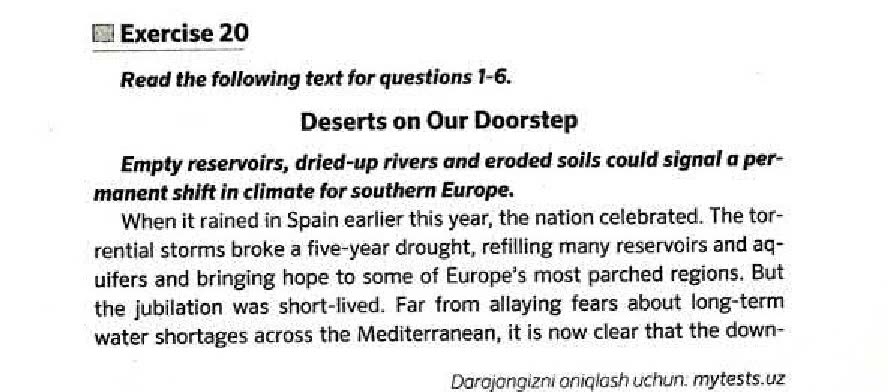 Exercise 20
Read the following text for questions 1-6.
Deserts on Our Doorstep
Empty reservoirs, dried-up rivers and eroded soils could signal a per-
manent shift in climate for southern Europe.
When it rained in Spain earlier this year, the nation celebrated. The tor-
rential storms broke a five-year drought, refilling many reservoirs and aq-
uifers and bringing hope to some of Europe's most parched regions. But
the jubilation was short-lived. Far from allaying fears about long-term
water shortages across the Mediterranean, it is now clear that the down-
Darajangizni aniqlash uchun: mytests.uz